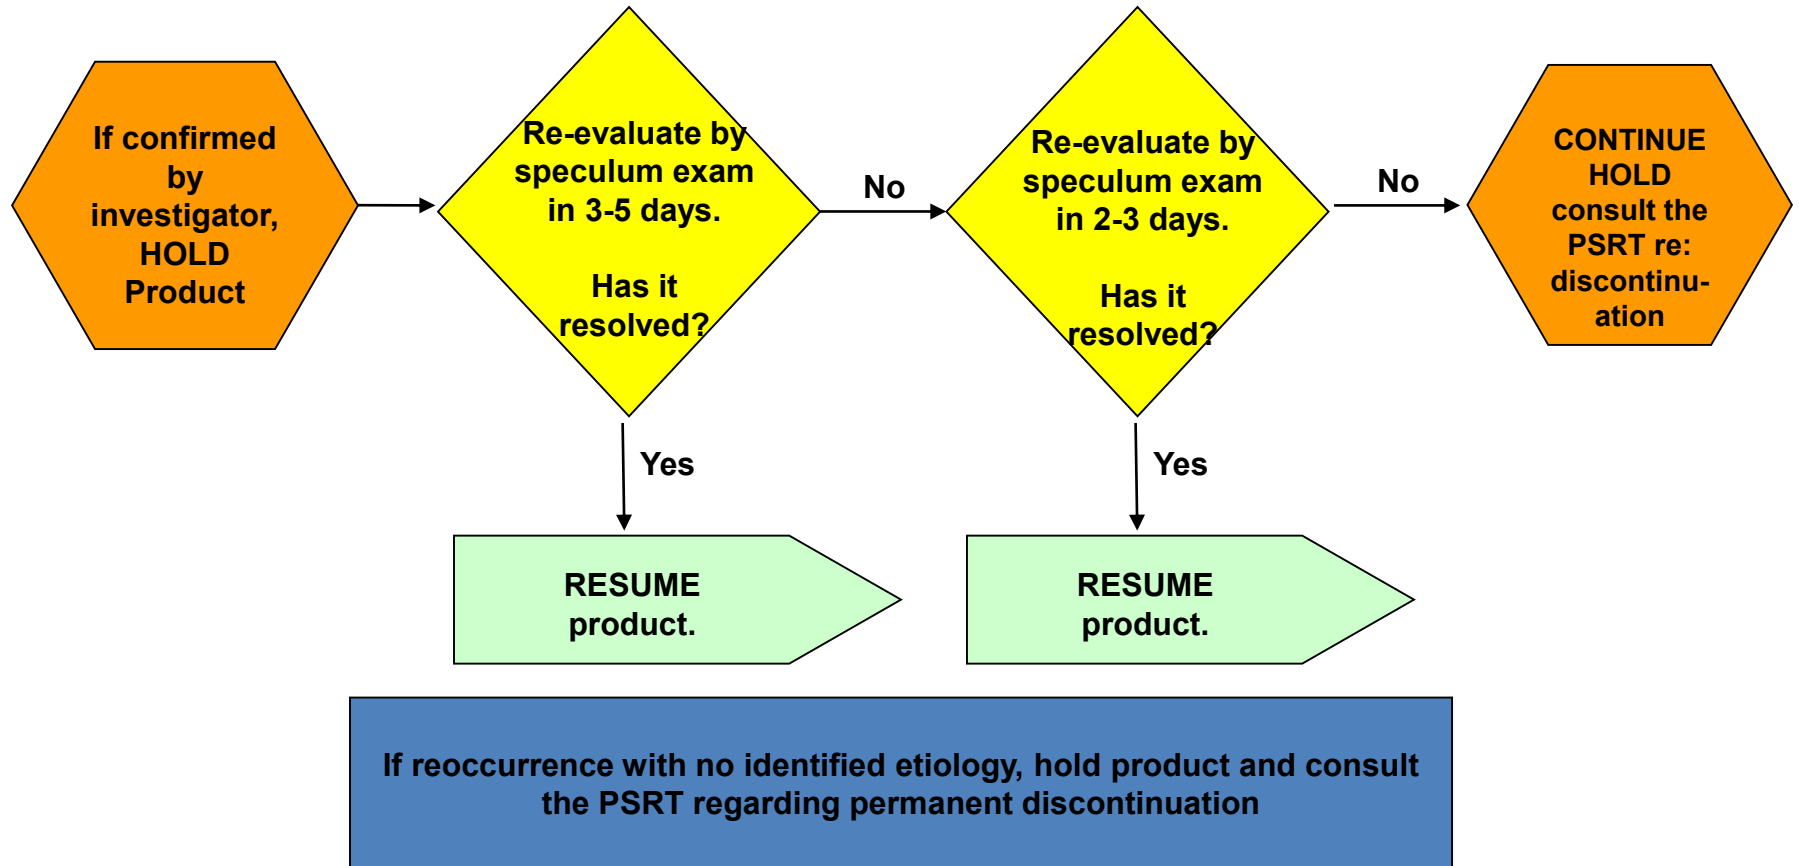 If confirmed
by
investigator,
HOLD
Product
Re-evaluate by
speculum exam
in 3-5 days.
Has it
resolved?
No
Re-evaluate by
speculum exam
in 2-3 days.
Has it
resolved?
No
CONTINUE
HOLD
consult the
PSRT re:
discontinu-
ation
Yes
Yes
RESUME
product.
RESUME
product.
If reoccurrence with no identified etiology, hold product and consult
the PSRT regarding permanent discontinuation